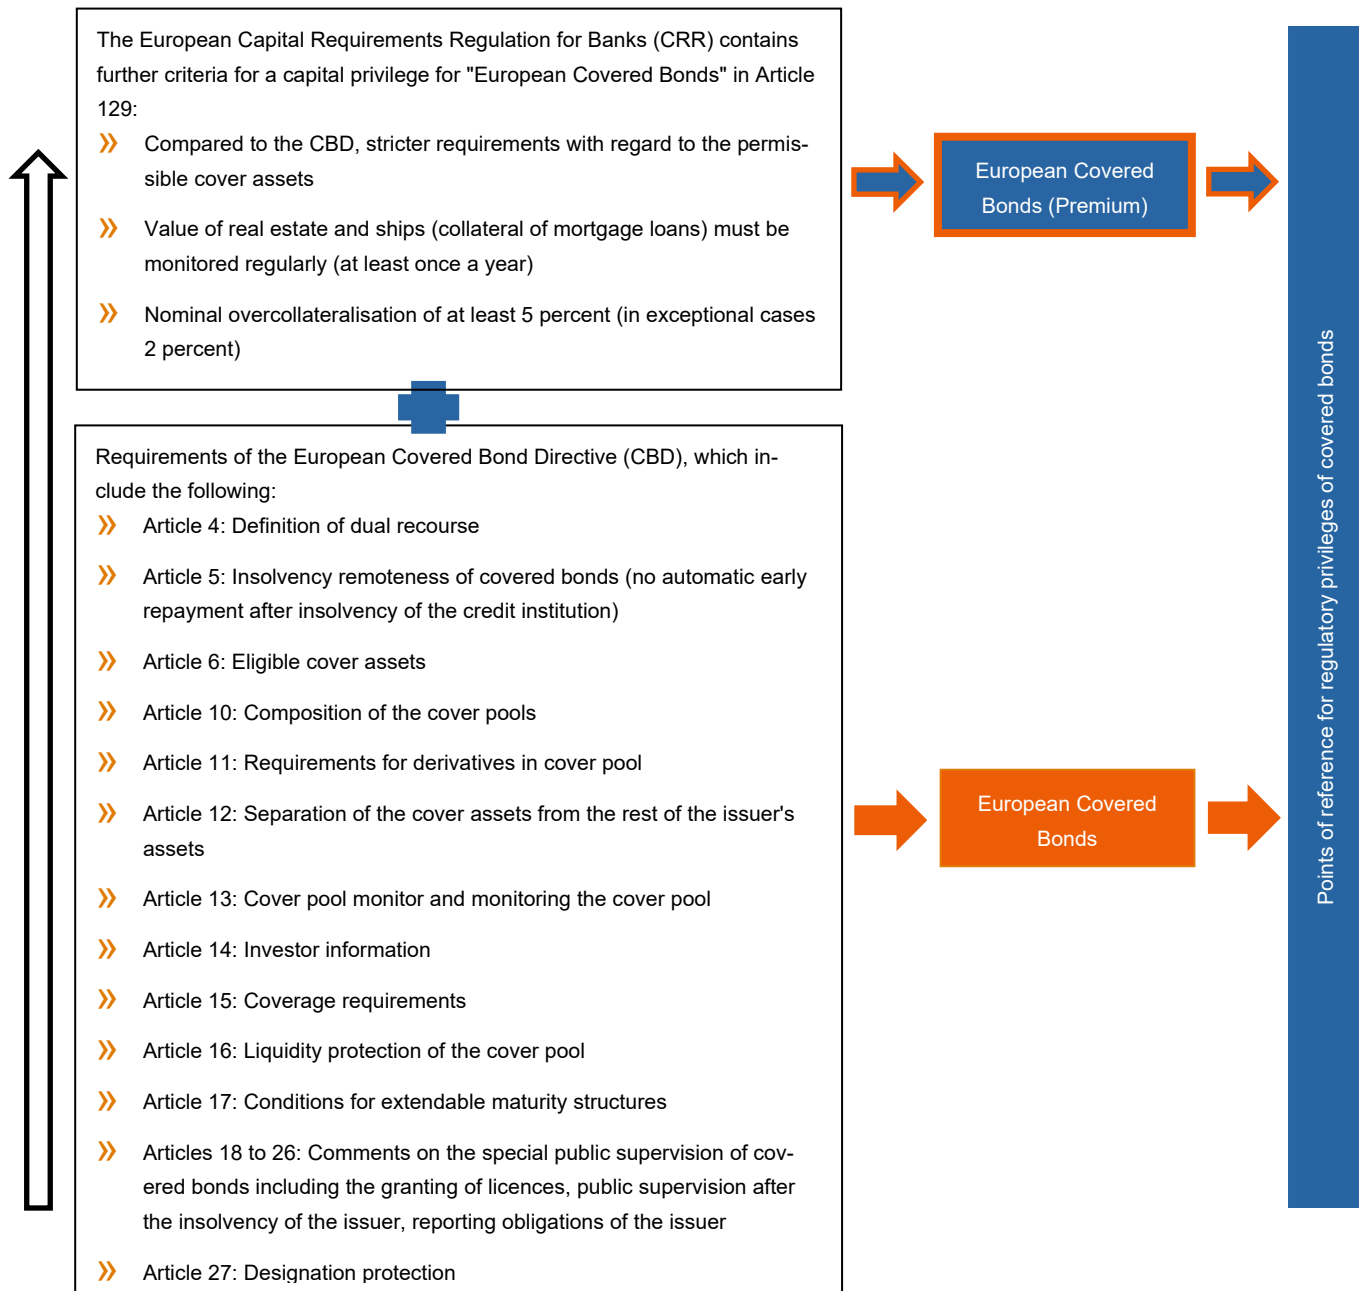 The European Capital Requirements Regulation for Banks (CRR) contains
further criteria for a capital privilege for "European Covered Bonds" in Article
129:
Compared to the CBD, stricter requirements with regard to the permis-
sible cover assets
Value of real estate and ships (collateral of mortgage loans) must be
monitored regularly (at least once a year)
Nominal overcollateralisation of at least 5 percent (in exceptional cases
2 percent)
European Covered
Bonds (Premium)
Requirements of the European Covered Bond Directive (CBD), which in-
clude the following:
Article 4: Definition of dual recourse
Article 5: Insolvency remoteness of covered bonds (no automatic early
repayment after insolvency of the credit institution)
Article 6: Eligible cover assets
Article 10: Composition of the cover pools
Article 11: Requirements for derivatives in cover pool
Article 12: Separation of the cover assets from the rest of the issuer's
assets
Article 13: Cover pool monitor and monitoring the cover pool
Article 14: Investor information
Article 15: Coverage requirements
Article 16: Liquidity protection of the cover pool
Article 17: Conditions for extendable maturity structures
Articles 18 to 26: Comments on the special public supervision of cov-
ered bonds including the granting of licences, public supervision after
the insolvency of the issuer, reporting obligations of the issuer
Article 27: Designation protection
European Covered
Bonds
Points of reference for regulatory privileges of covered bonds